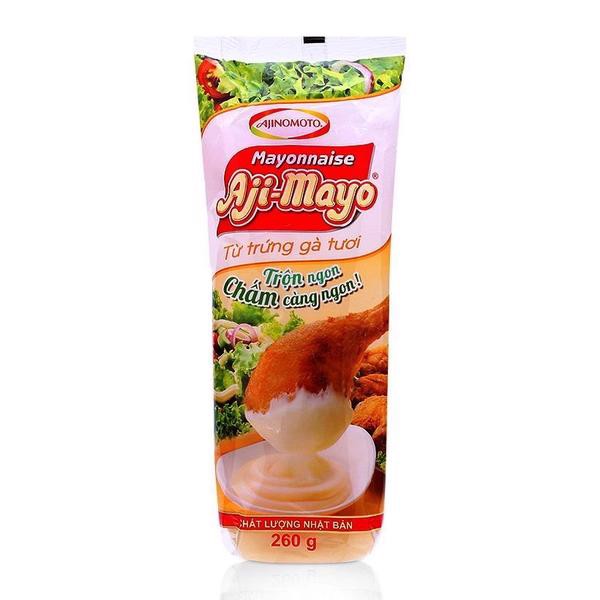 AJINOMOTO.
Mayonnaise
Aji-Mayo®
Từ trứng gà tươi
Trộn ngon
Chấm càng ngon!
CHẤT LƯỢNG NHẬT BẢN
260 g